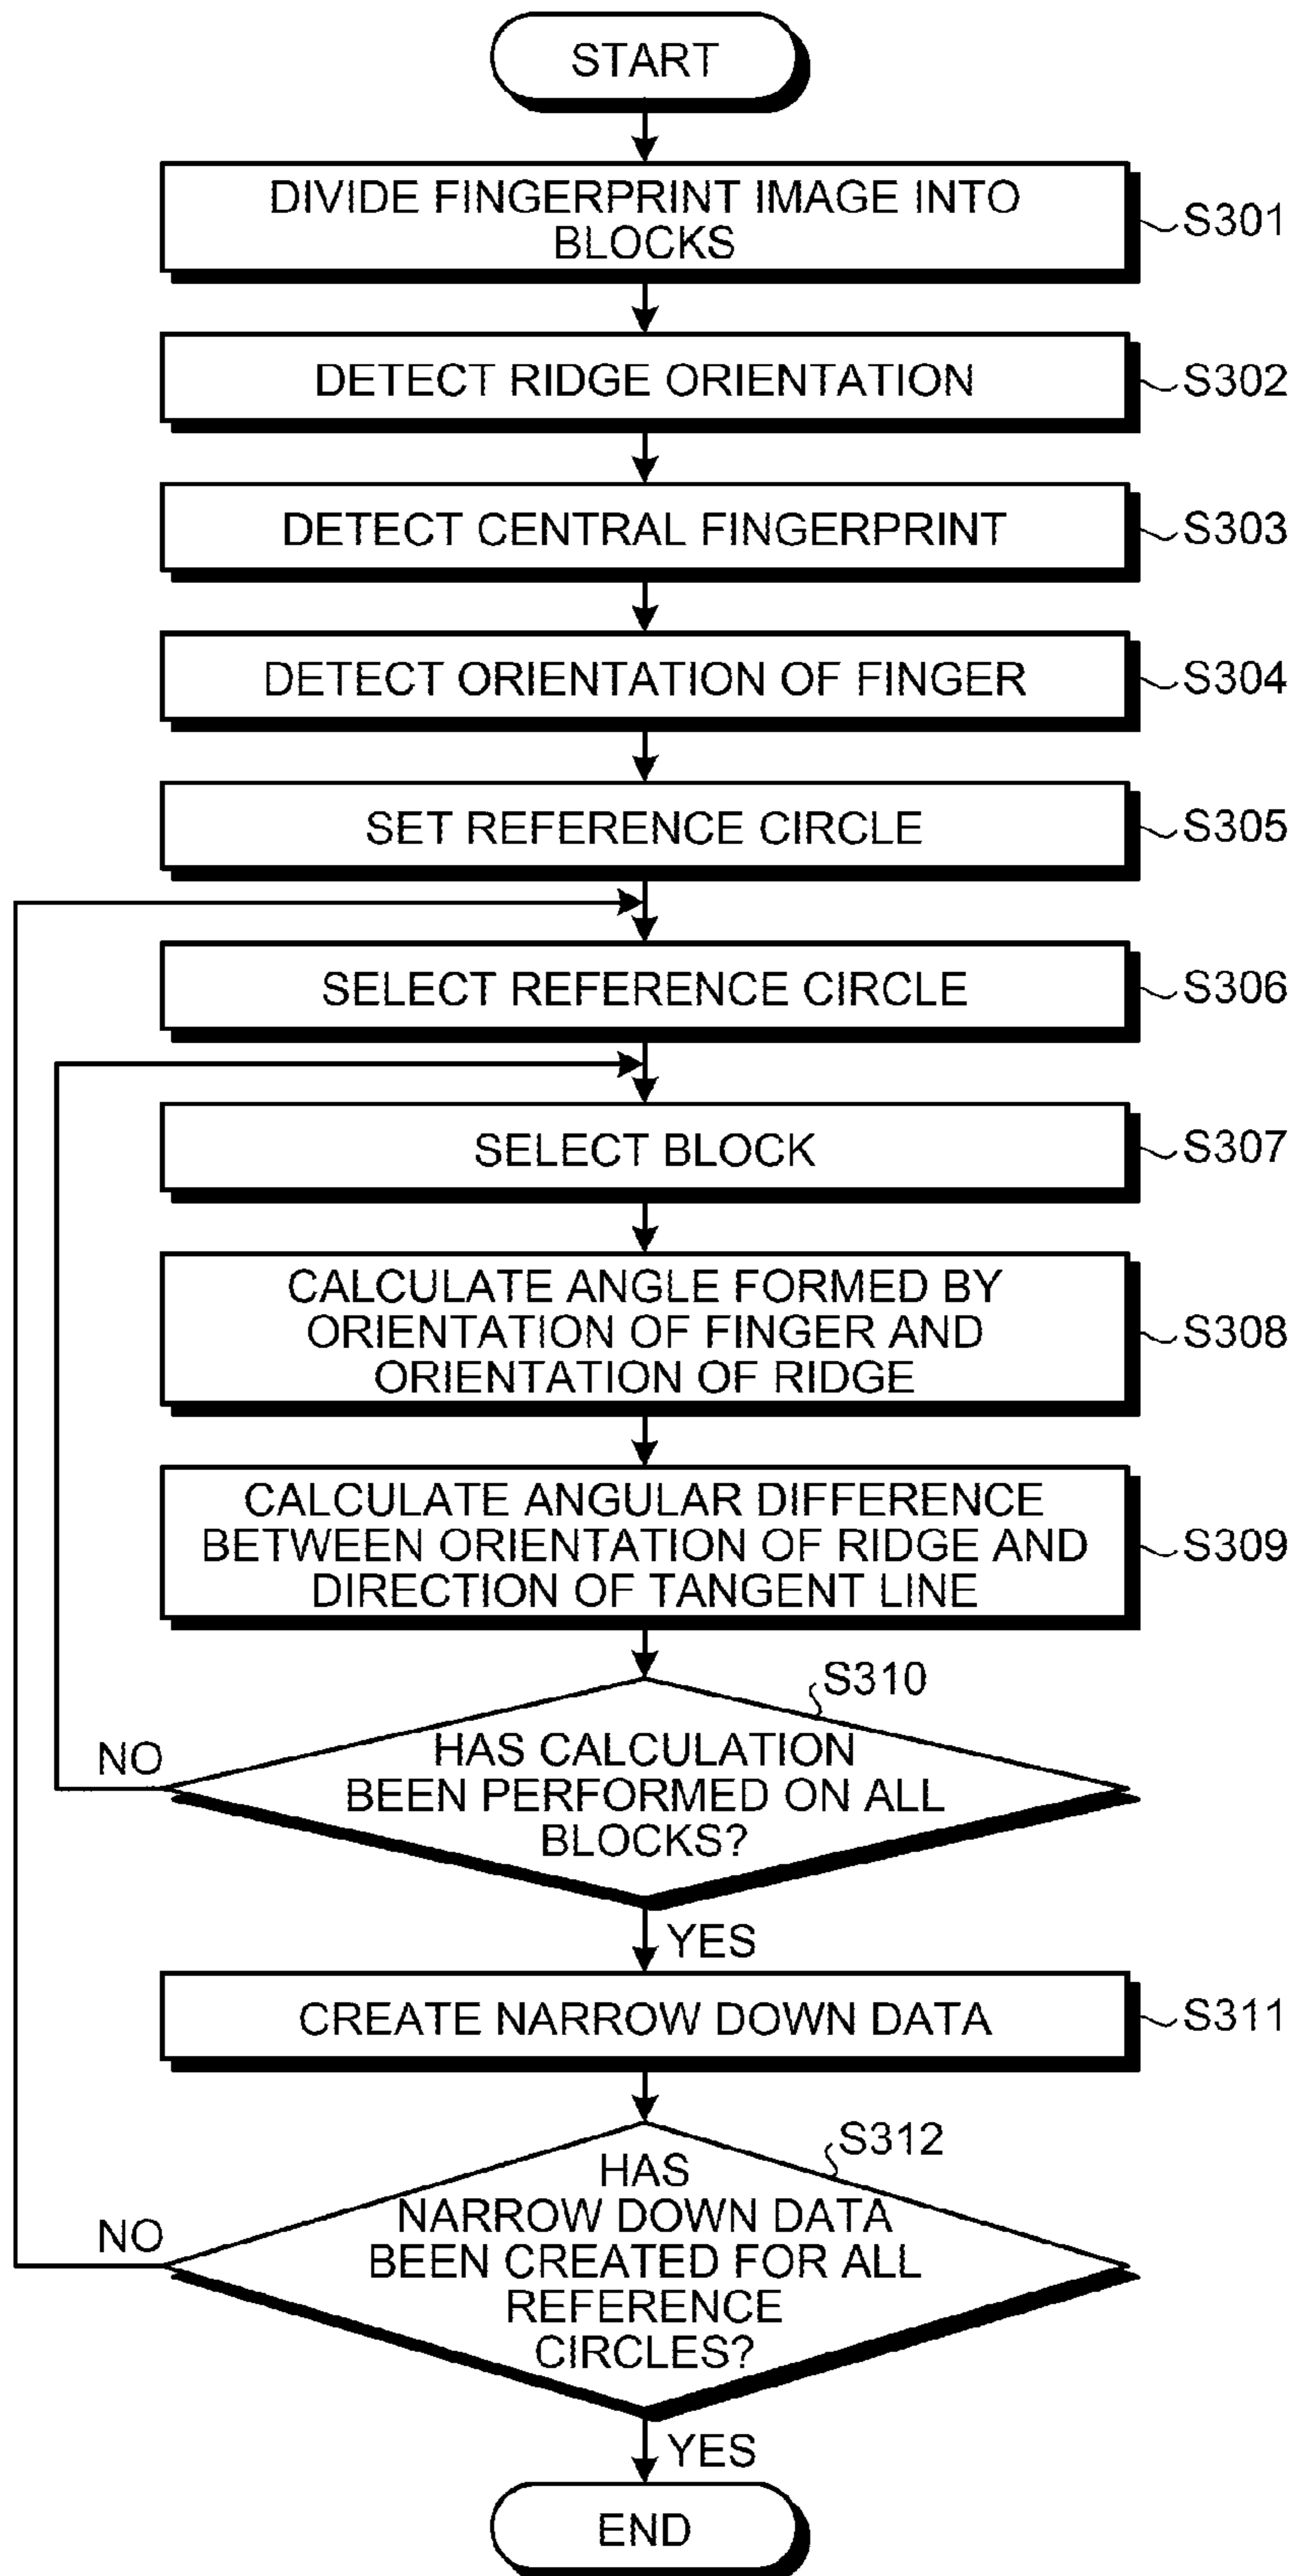 START
DIVIDE FINGERPRINT IMAGE INTO
BLOCKS
S301
DETECT RIDGE ORIENTATION
S302
DETECT CENTRAL FINGERPRINT
S303
DETECT ORIENTATION OF FINGER
S304
SET REFERENCE CIRCLE
S305
SELECT REFERENCE CIRCLE
S306
SELECT BLOCK
S307
CALCULATE ANGLE FORMED BY
ORIENTATION OF FINGER AND
ORIENTATION OF RIDGE
S308
CALCULATE ANGULAR DIFFERENCE
BETWEEN ORIENTATION OF RIDGE AND
DIRECTION OF TANGENT LINE
S309
S310
HAS CALCULATION
BEEN PERFORMED ON ALL
BLOCKS?
NO
YES
CREATE NARROW DOWN DATA
S311
S312
HAS
NARROW DOWN DATA
BEEN CREATED FOR ALL
REFERENCE
CIRCLES?
NO
YES
END